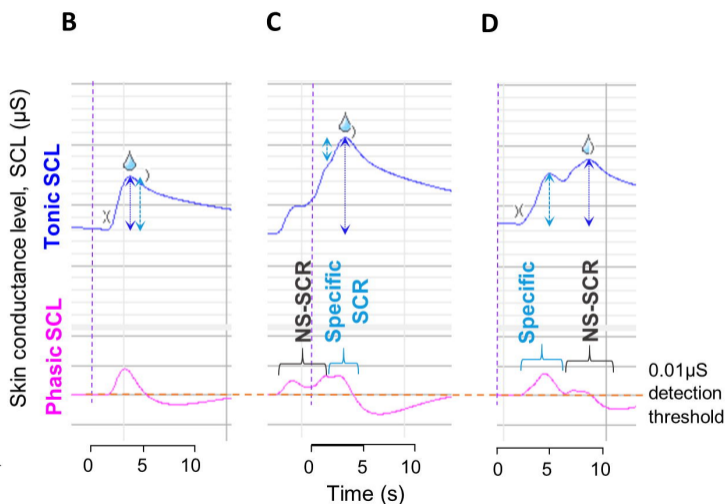 B
C
D
Skin conductance level, SCL (µS)
Tonic SCL
Phasic SCL
NS-SCR
Specific
SCR
Specific
NS-SCR
0.01µS
detection
threshold
0 5 10
0 5 10
0 5 10
Time (s)